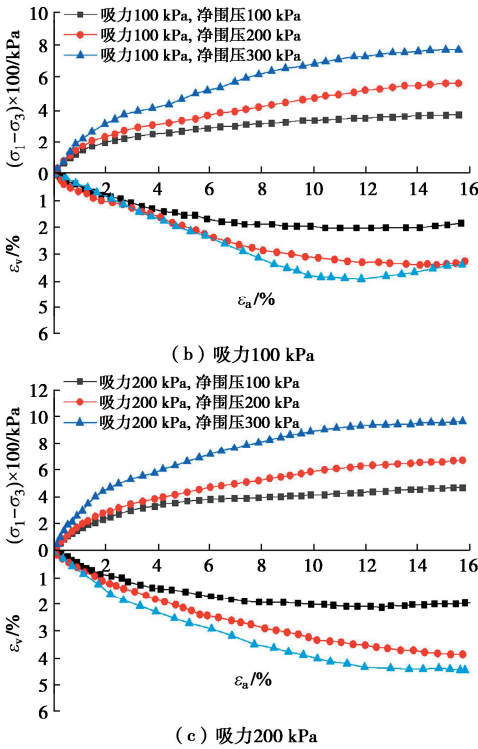 吸力100 kPa, 净围压100 kPa
吸力100 kPa, 净围压200 kPa
吸力100 kPa, 净围压300 kPa
(σ1−σ3)×100/kPa
10
8
6
4
2
0
2 4 6 8 10 12 14 16
1
2
3
4
5
6
εv/%
εa/%
(b) 吸力100 kPa
吸力200 kPa, 净围压100 kPa
吸力200 kPa, 净围压200 kPa
吸力200 kPa, 净围压300 kPa
(σ1−σ3)×100/kPa
12
10
8
6
4
2
0
2 4 6 8 10 12 14 16
1
2
3
4
5
6
εv/%
εa/%
(c) 吸力200 kPa